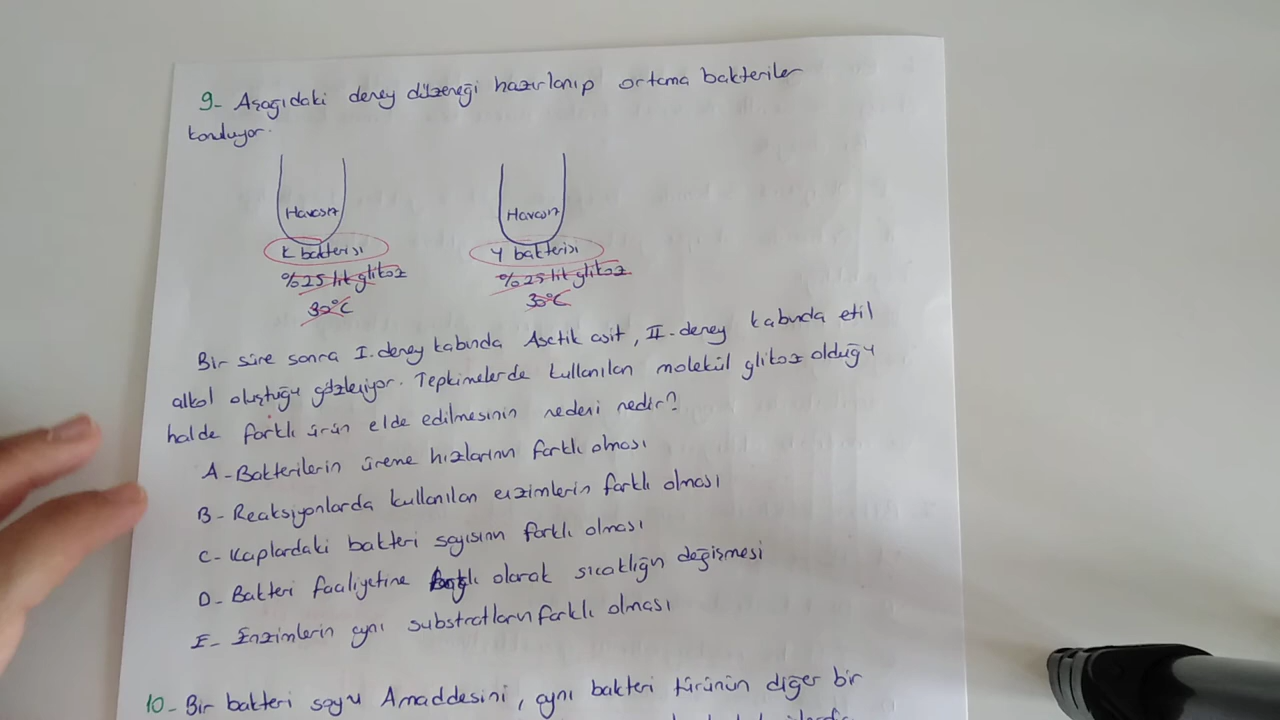 9- Aşağıdaki deney düzeneği hazırlanıp ortama bakteriler
konuluyor.
Havasız Havasız
K bakterisi Y bakterisi
%25 lik glikoz %25 lik glikoz
30°C 30°C
Bir süre sonra I. deney kabında Asetik asit, II. deney kabında etil
alkol oluştuğu gözleniyor. Tepkimelerde kullanılan molekül glikoz olduğu
halde farklı ürün elde edilmesinin nedeni nedir?
A- Bakterilerin üreme hızlarının farklı olması
B- Reaksiyonlarda kullanılan enzimlerin farklı olması
C- Kaplardaki bakteri sayısının farklı olması
D- Bakteri faaliyetine bağlı olarak sıcaklığın değişmesi
E- Enzimlerin aynı substratların farklı olması
10- Bir bakteri soyu A maddesini, aynı bakteri türünün diğer bir